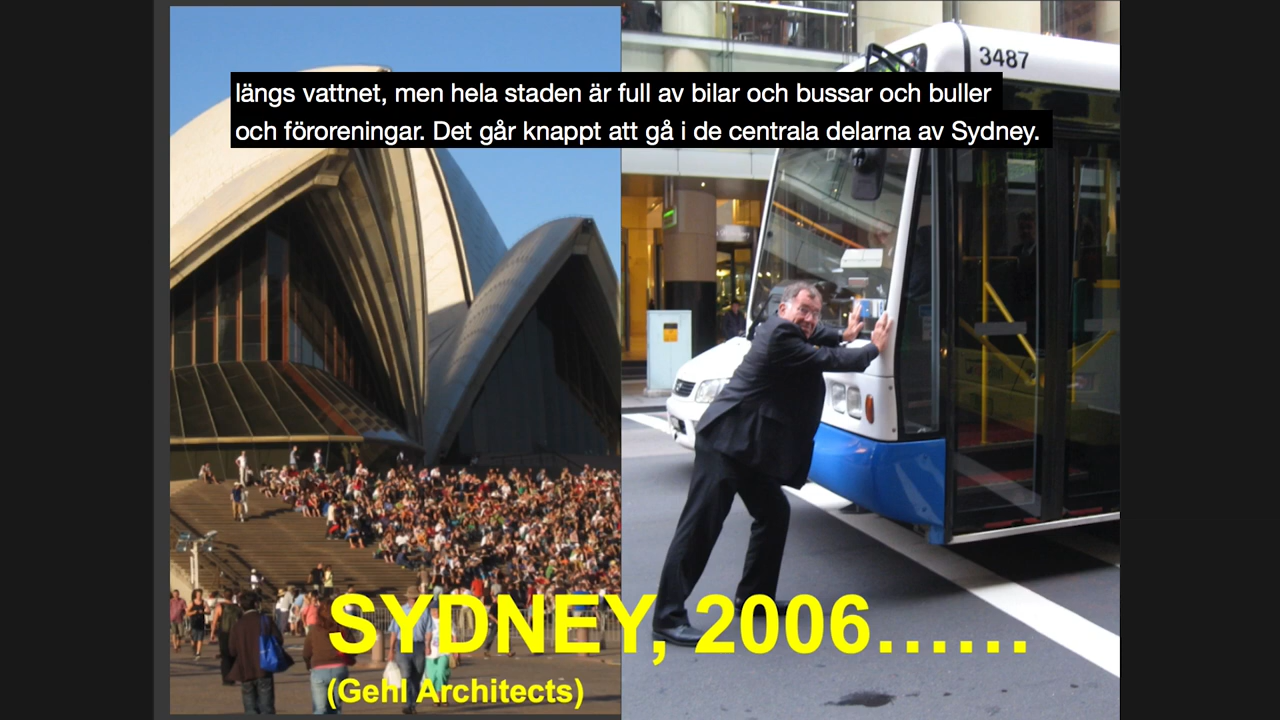 3487
längs vattnet, men hela staden är full av bilar och bussar och buller
och föroreningar. Det går knappt att gå i de centrala delarna av Sydney.
SYDNEY, 2006......
(Gehl Architects)